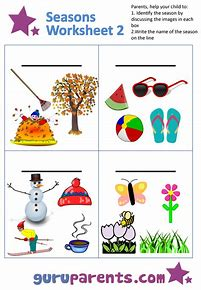 Seasons
Worksheet 2
Parents, help your child to:
1. Identify the season by
discussing the images in each
box
2.Write the name of the season
on the line
guruparents.com